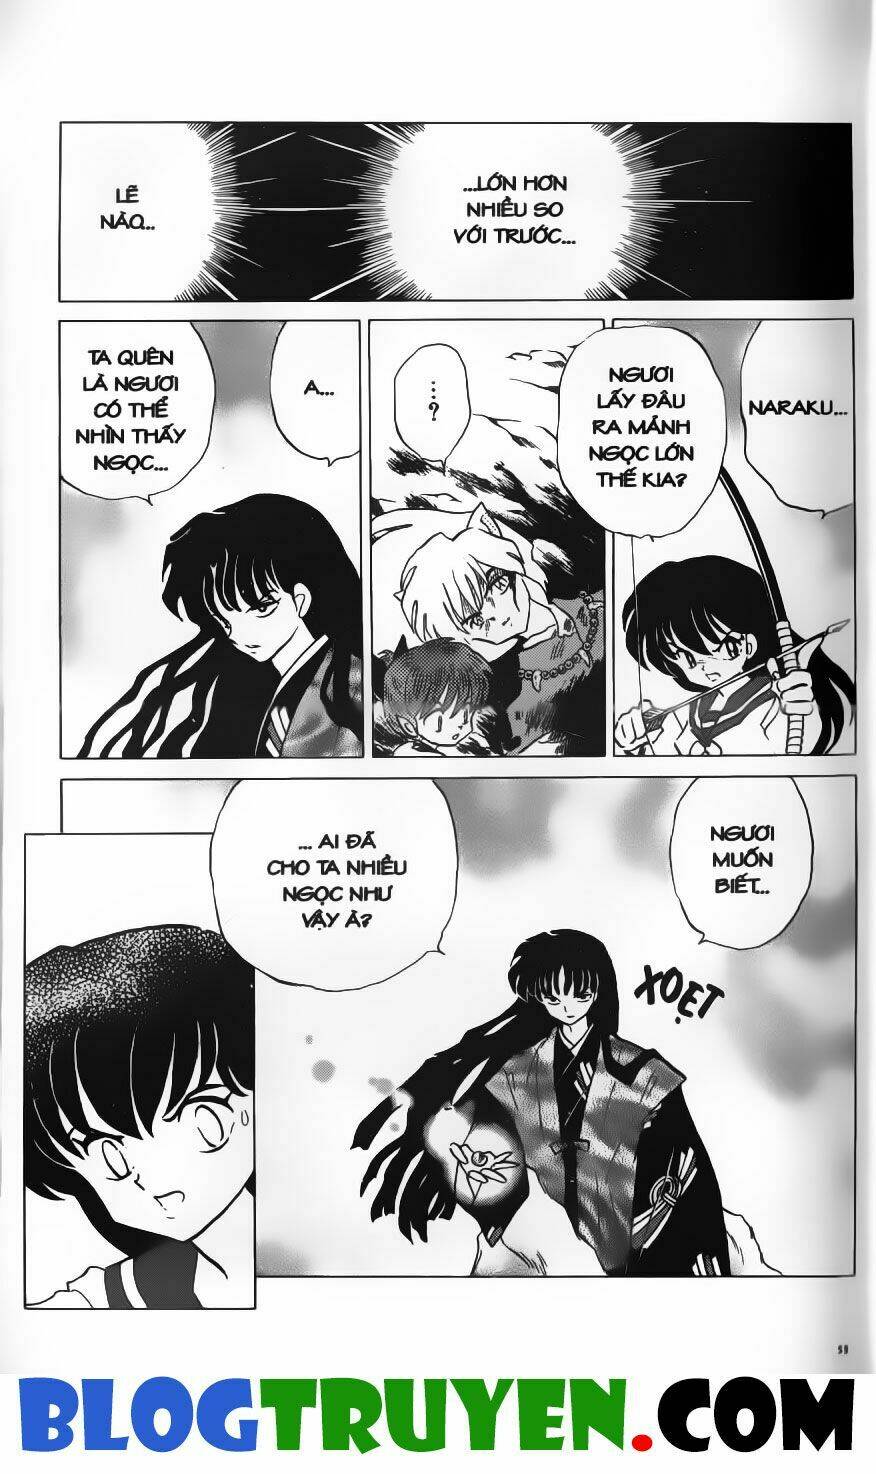 ...LỚN HƠN
NHIỀU SO
VỚI TRƯỚC...
LẼ
NÀO...
NARAKU...
NGƯƠI
LẤY ĐÂU
RA MẢNH
NGỌC LỚN
THẾ KIA?
...?
A...
TA QUÊN
LÀ NGƯƠI
CÓ THỂ
NHÌN THẤY
NGỌC...
NGƯƠI
MUỐN
BIẾT...
... AI ĐÃ
CHO TA NHIỀU
NGỌC NHƯ
VẬY À?
XOẸT
BLOGTRUYEN.COM